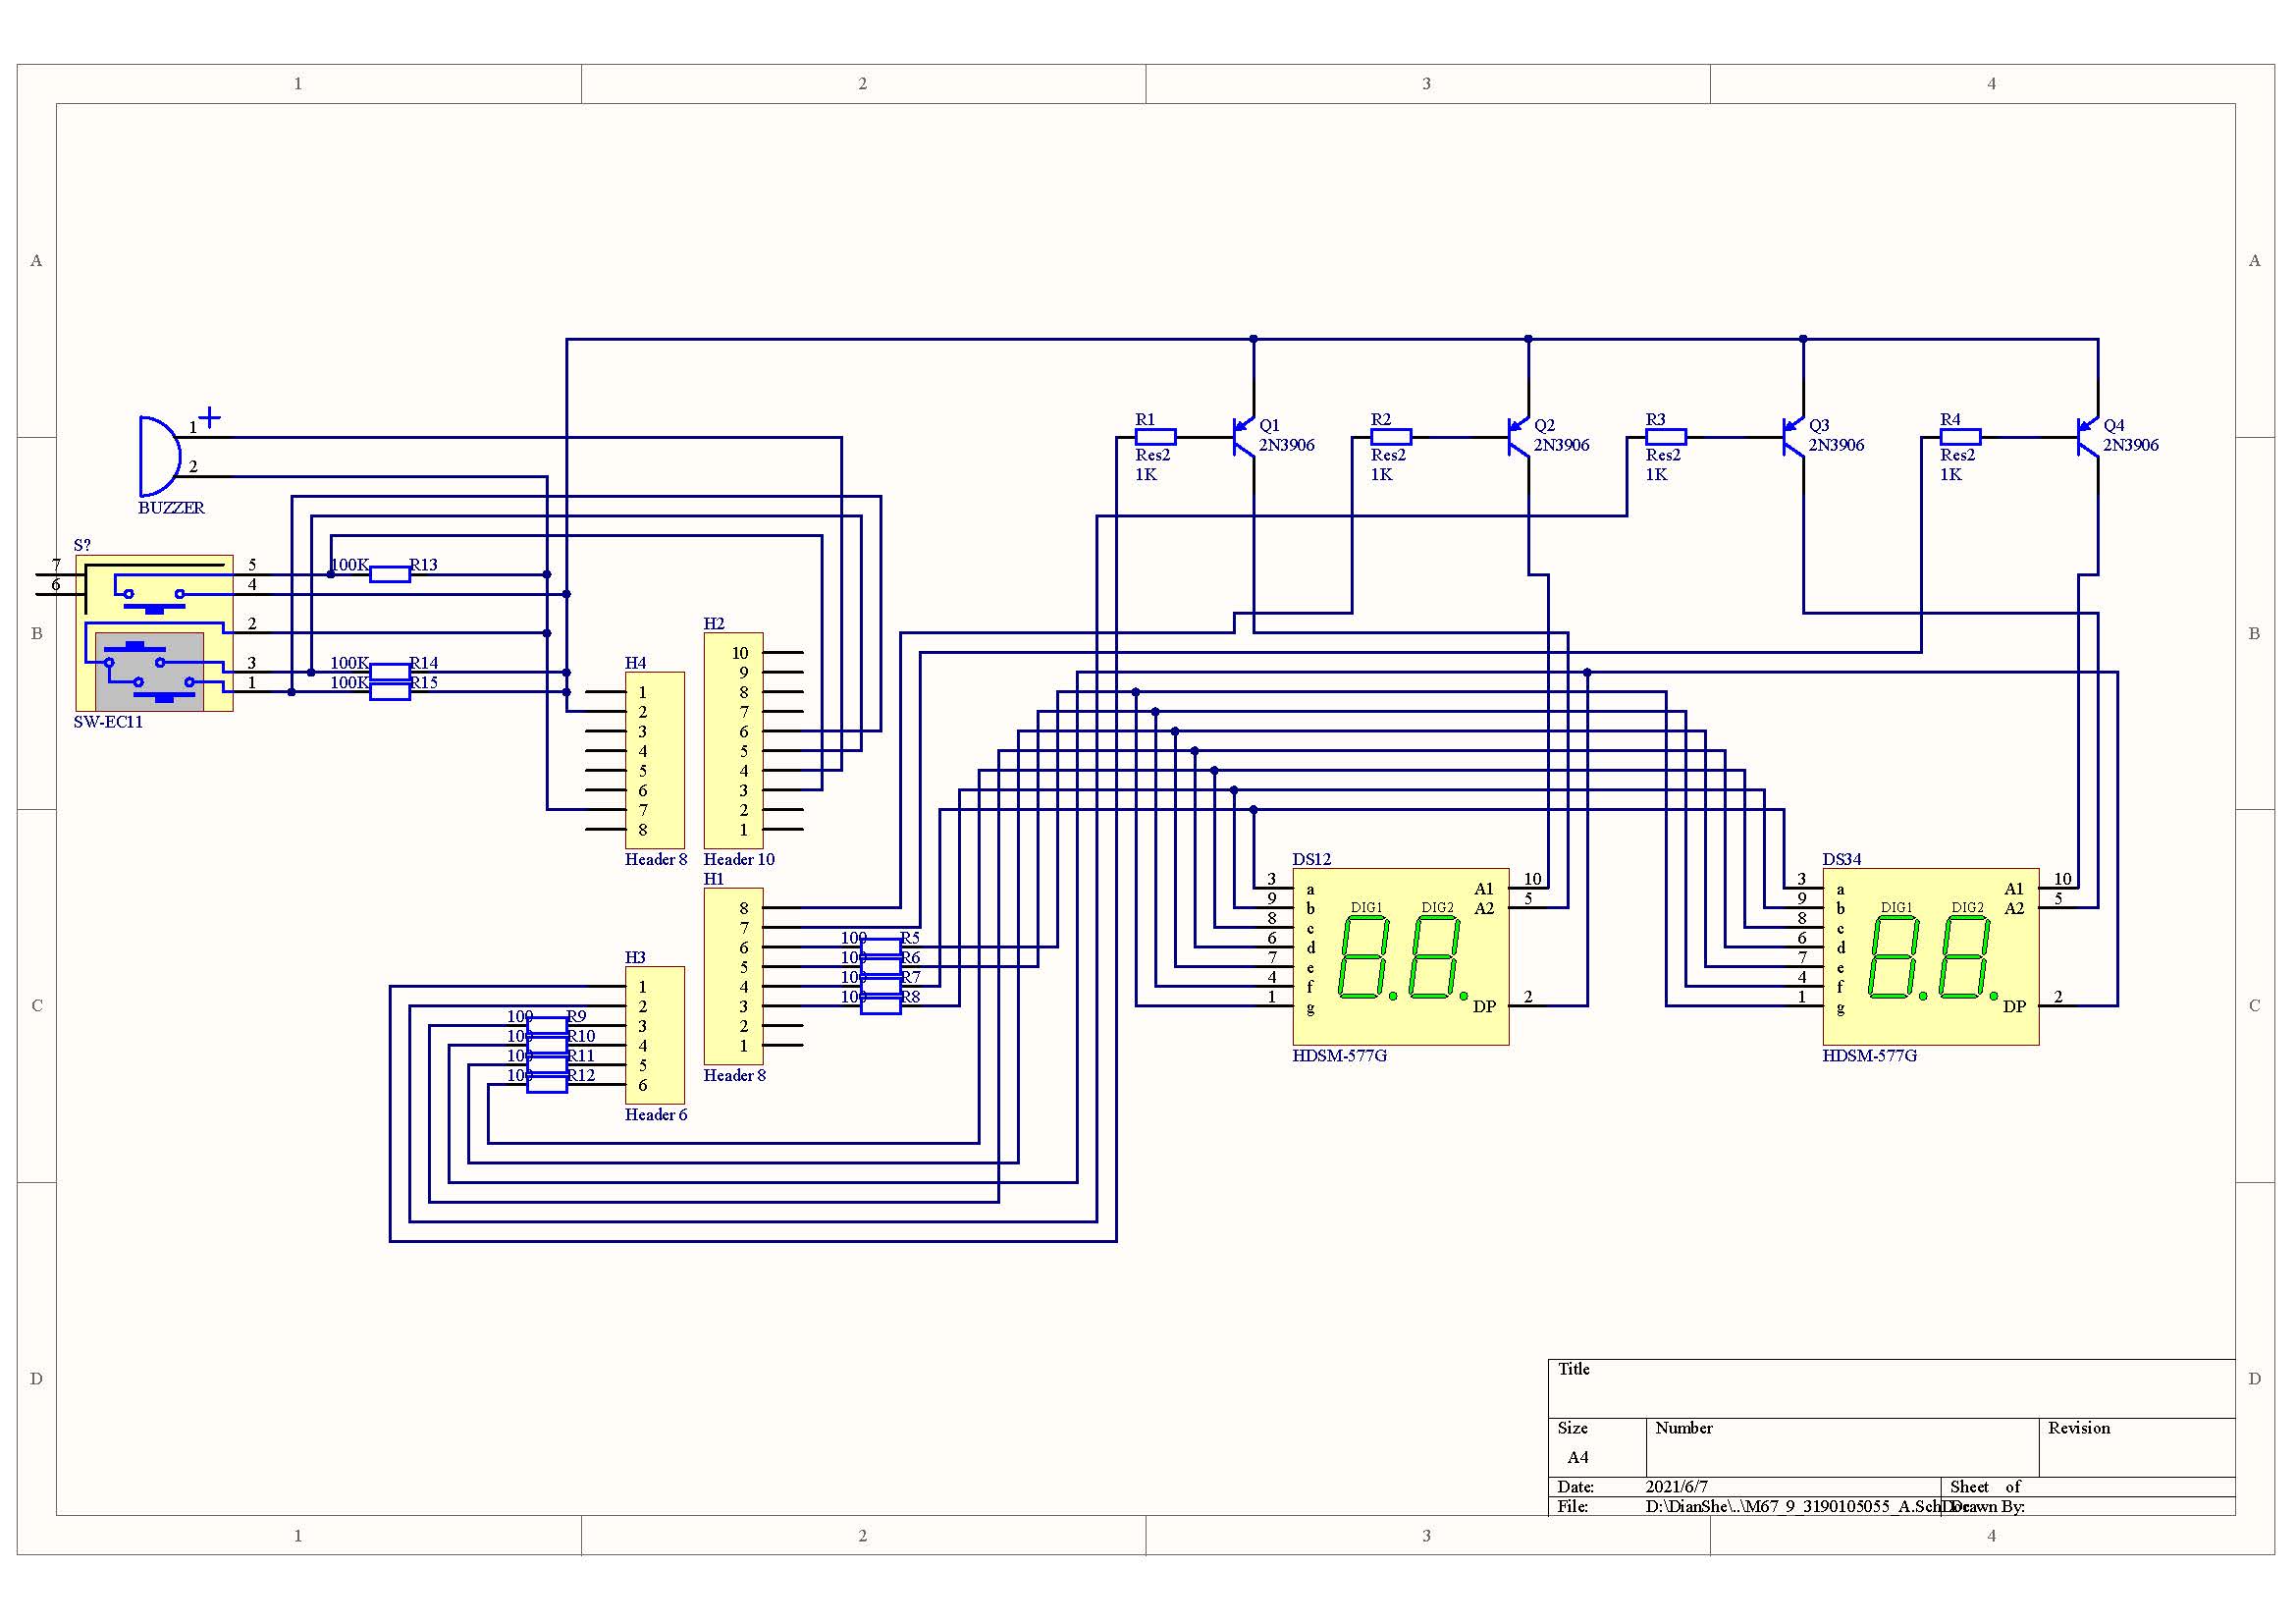 1 2 3 4
A A
R1 R2 R3 R4
Q1 Q2 Q3 Q4
2N3906 2N3906 2N3906 2N3906
Res2 Res2 Res2 Res2
1K 1K 1K 1K
1
2
BUZZER
S?
7
6
5
4
2
3
1
SW-EC11
100K R13
100K R14
100K R15
B B
H4
1
2
3
4
5
6
7
8
Header 8
H2
10
9
8
7
6
5
4
3
2
1
Header 10
H1
8
7
6
5
4
3
2
1
Header 8
100 R5
100 R6
100 R7
100 R8
H3
1
2
3
4
5
6
Header 6
100 R9
100 R10
100 R11
100 R12
DS12
3 a A1 10
9 b DIG1 DIG2 A2 5
8 c
6 d
7 e
4 f
1 g DP 2
HDSM-577G
DS34
3 a A1 10
9 b DIG1 DIG2 A2 5
8 c
6 d
7 e
4 f
1 g DP 2
HDSM-577G
C C
D D
Title
Size Number Revision
A4
Date: 2021/6/7 Sheet of
File: D:\DianShe\..\M67_9_3190105055_A.SchDoc Drawn By:
1 2 3 4